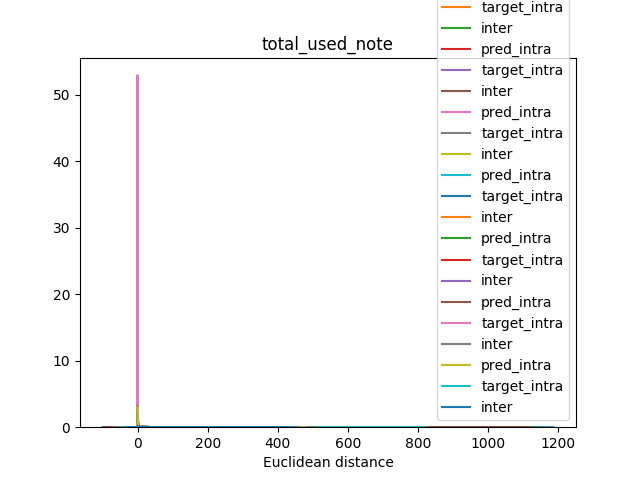 target_intra
inter
total_used_note
pred_intra
target_intra
inter
pred_intra
target_intra
inter
pred_intra
target_intra
inter
pred_intra
target_intra
inter
pred_intra
target_intra
inter
pred_intra
target_intra
inter
50
40
30
20
10
0
0 200 400 600 800 1000 1200
Euclidean distance